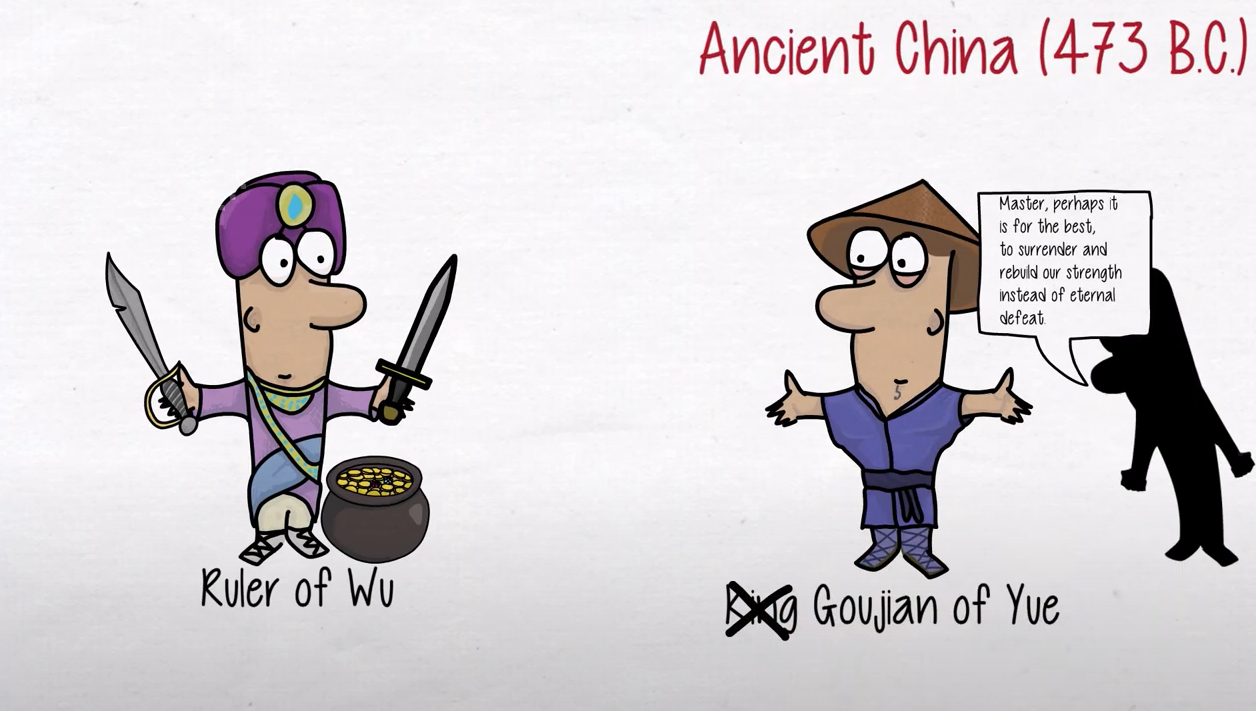 Ancient China (473 B.C.)
Master, perhaps it
is for the best,
to surrender and
rebuild our strength
instead of eternal
defeat.
Ruler of Wu
King Goujian of Yue